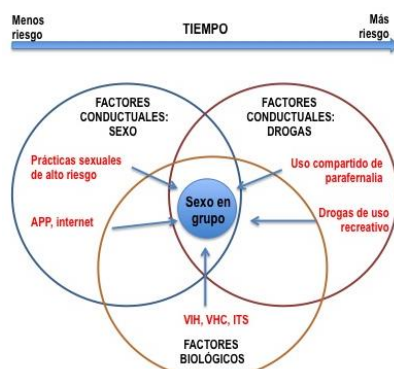 Menos
riesgo
TIEMPO
Más
riesgo
FACTORES
CONDUCTUALES:
SEXO
FACTORES
CONDUCTUALES:
DROGAS
Prácticas sexuales
de alto riesgo
Uso compartido de
parafernalia
Sexo en
grupo
APP, internet
Drogas de uso
recreativo
VIH, VHC, ITS
FACTORES
BIOLÓGICOS